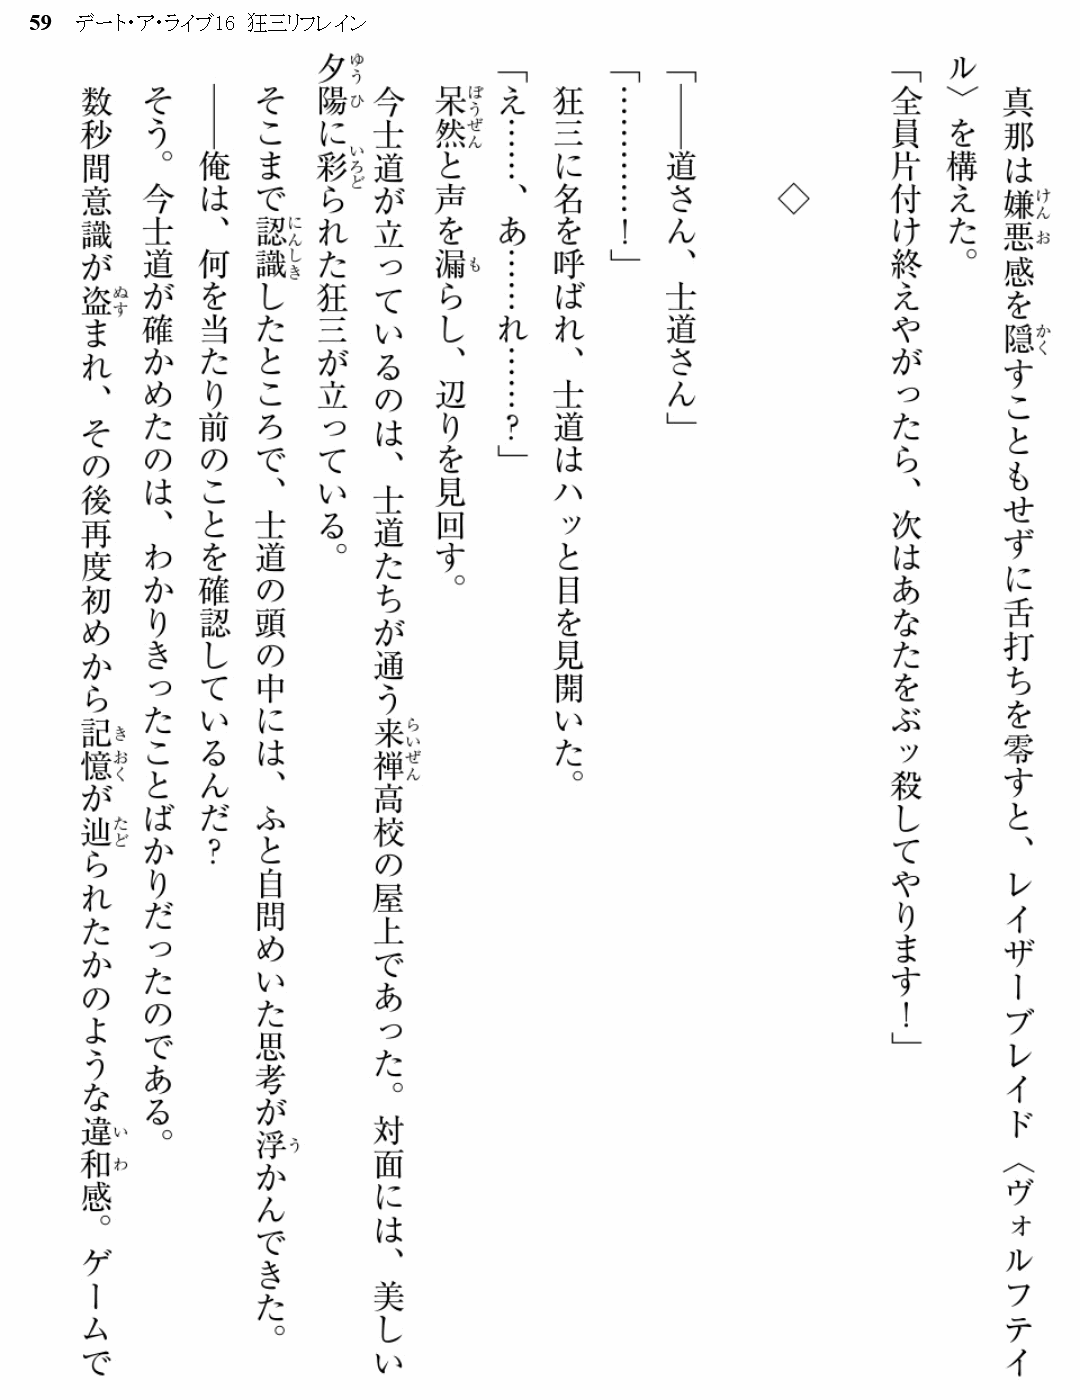 59 デート・ア・ライブ16 狂三リフレイン
真那は嫌悪感を隠すこともせずに舌打ちを零すと、レイザーブレイド〈ヴォルフテイ
ル〉を構えた。
「全員片付け終えやがったら、次はあなたをぶッ殺してやります！」
◇
「――道さん、士道さん」
「…………！」
狂三に名を呼ばれ、士道はハッと目を見開いた。
「え……、あ……れ……？」
呆然と声を漏らし、辺りを見回す。
今士道が立っているのは、士道たちが通う来禅高校の屋上であった。対面には、美しい
夕陽に彩られた狂三が立っている。
そこまで認識したところで、士道の頭の中には、ふと自問めいた思考が浮かんできた。
――俺は、何を当たり前のことを確認しているんだ？
そう。今士道が確かめたのは、わかりきったことばかりだったのである。
数秒間意識が盗まれ、その後再度初めから記憶が辿られたかのような違和感。ゲームで